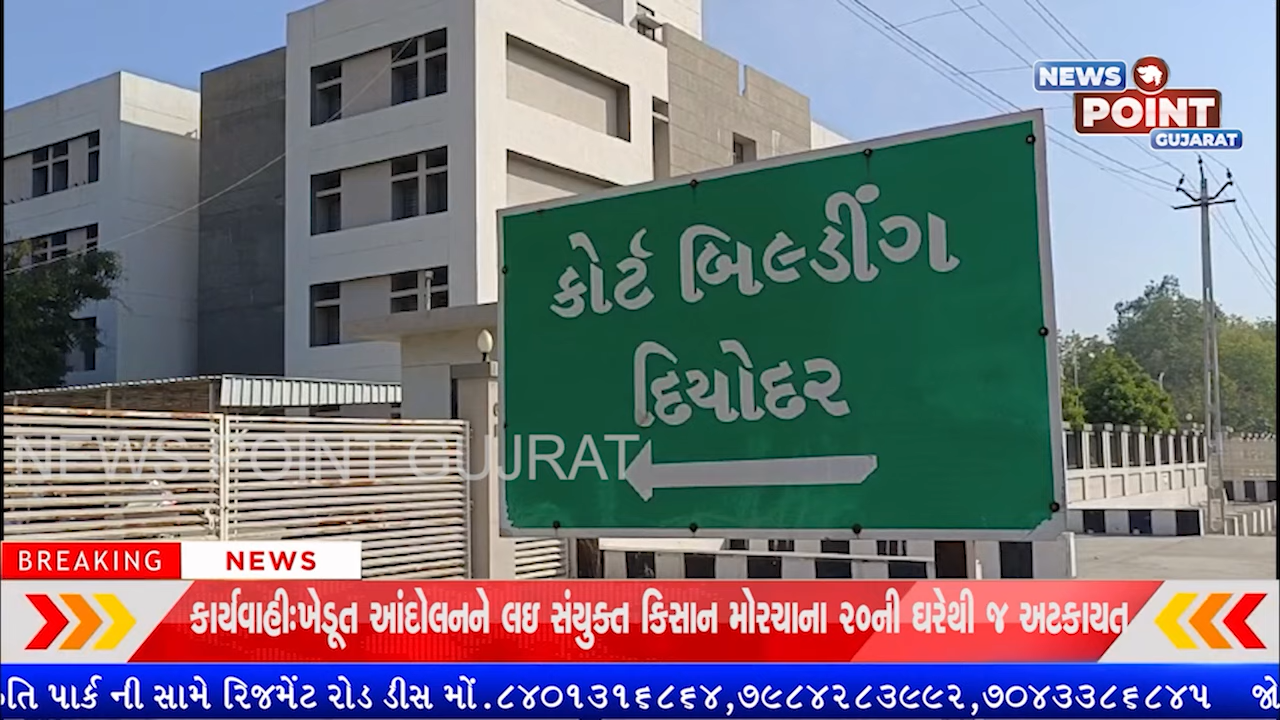 NEWS
POINT
GUJARAT
કોર્ટ બિલ્ડીંગ
દિયોદર
NEWS POINT GUJRAT
BREAKING NEWS
કાર્યવાહી:ખેડૂત આંદોલનને લઇ સંયુક્ત કિસાન મોરચાના ૨૦ની ઘરેથી જ અટકાયત
પાર્ક ની સામે રિજમેંટ રોડ ડીસ મોં.૮૪૦૧૩૧૬૮૬૪,૭૯૮૪૨૮૩૯૯૨,૭૦૪૩૩૮૬૮૪૫